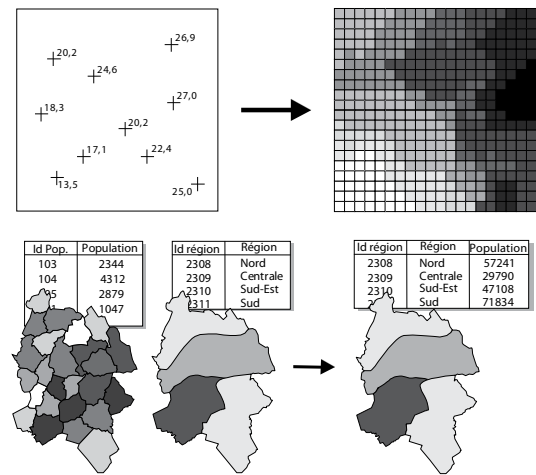 26,9
20,2
24,6
27,0
18,3
20,2
17,1
22,4
13,5
25,0
Id Pop. Population
103 2344
104 4312
2879
1047
Id région Région
2308 Nord
2309 Centrale
2310 Sud-Est
2311 Sud
Id région Région Population
2308 Nord 57241
2309 Centrale 29790
2310 Sud-Est 47108
Sud 71834